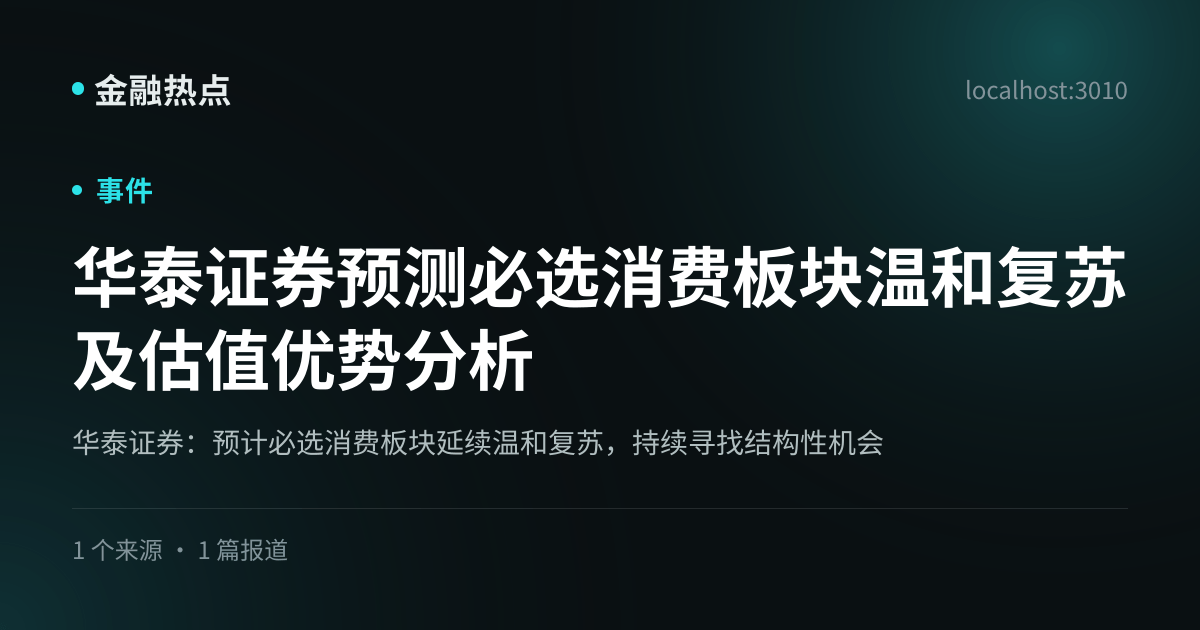 金融热点
localhost:3010
事件
华泰证券预测必选消费板块温和复苏
及估值优势分析
华泰证券：预计必选消费板块延续温和复苏，持续寻找结构性机会
1 个来源 · 1 篇报道